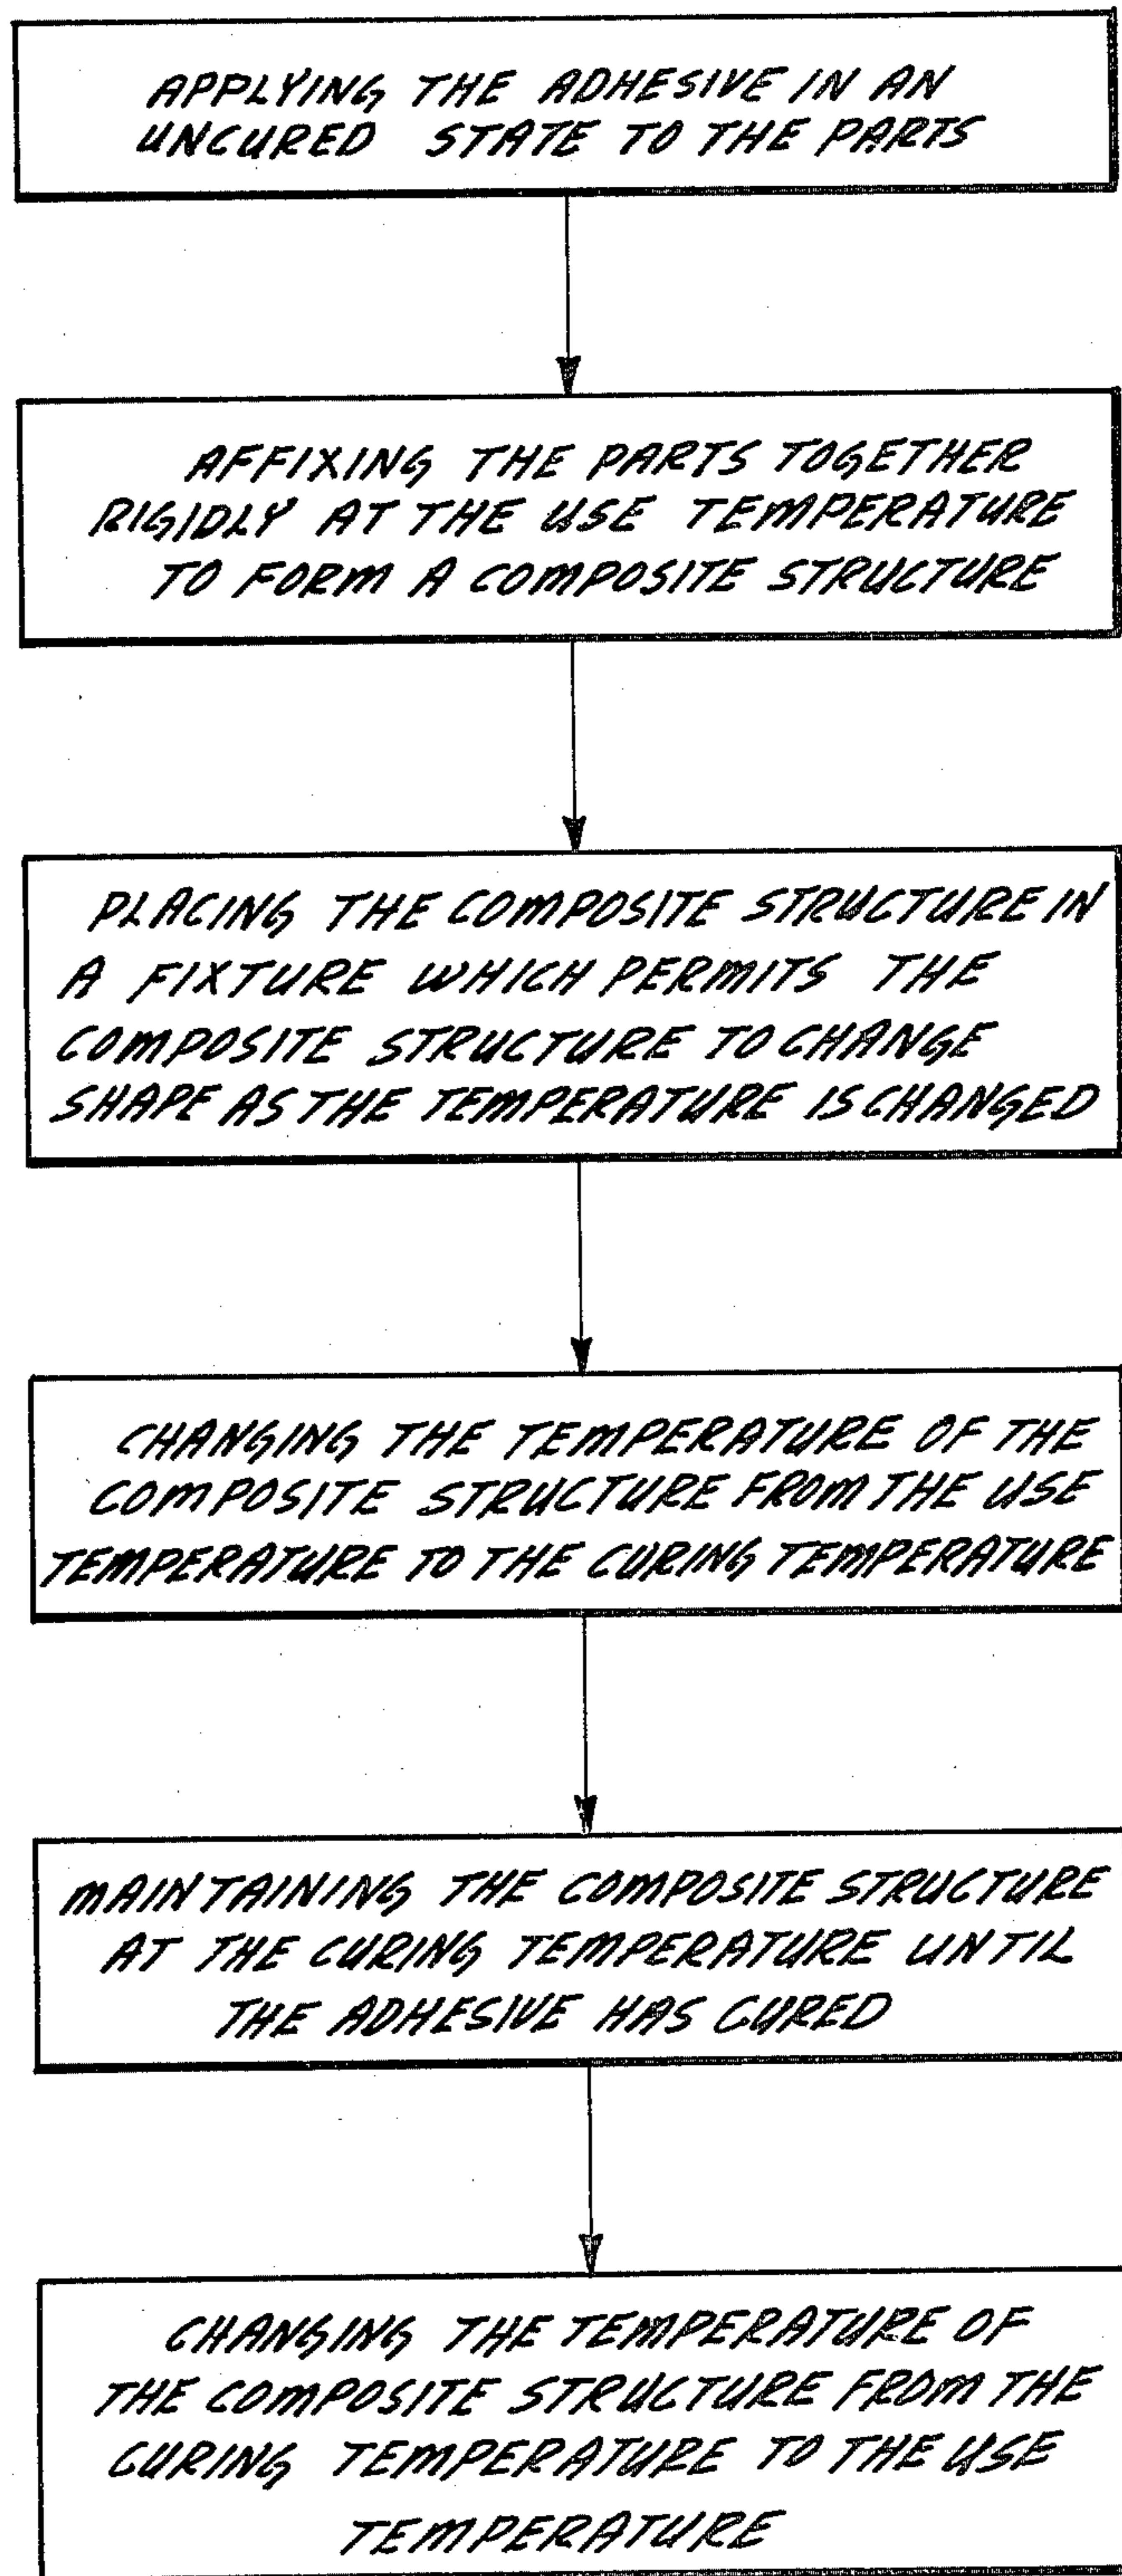 APPLYING THE ADHESIVE IN AN
UNCURED STATE TO THE PARTS
AFFIXING THE PARTS TOGETHER
RIGIDLY AT THE USE TEMPERATURE
TO FORM A COMPOSITE STRUCTURE
PLACING THE COMPOSITE STRUCTURE IN
A FIXTURE WHICH PERMITS THE
COMPOSITE STRUCTURE TO CHANGE
SHAPE AS THE TEMPERATURE IS CHANGED
CHANGING THE TEMPERATURE OF THE
COMPOSITE STRUCTURE FROM THE USE
TEMPERATURE TO THE CURING TEMPERATURE
MAINTAINING THE COMPOSITE STRUCTURE
AT THE CURING TEMPERATURE UNTIL
THE ADHESIVE HAS CURED
CHANGING THE TEMPERATURE OF
THE COMPOSITE STRUCTURE FROM THE
CURING TEMPERATURE TO THE USE
TEMPERATURE